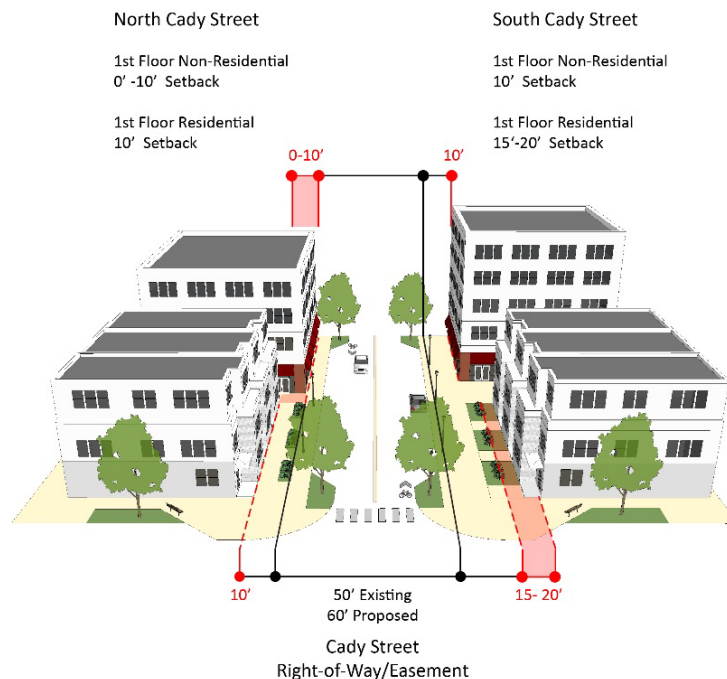 North Cady Street
1st Floor Non-Residential
0' -10' Setback
1st Floor Residential
10' Setback
South Cady Street
1st Floor Non-Residential
10' Setback
1st Floor Residential
15'-20' Setback
0-10'
10'
10'
50' Existing
60' Proposed
15- 20'
Cady Street
Right-of-Way/Easement